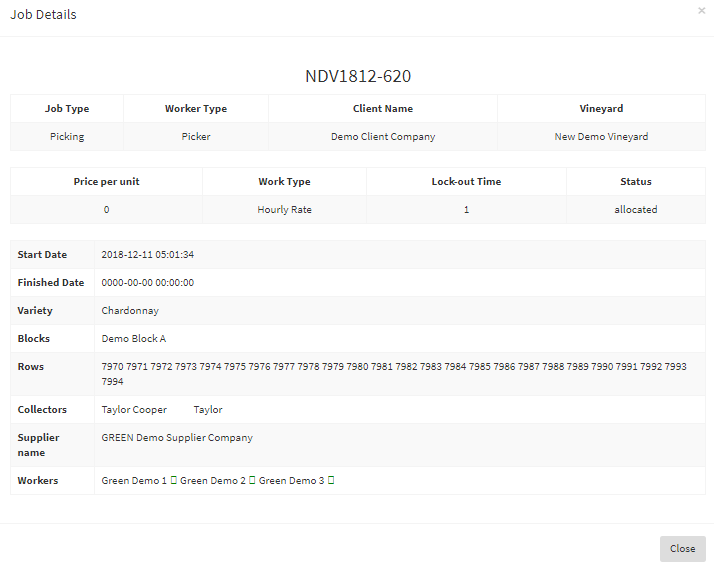 Job Details
×
NDV1812-620
Job Type Worker Type Client Name Vineyard
Picking Picker Demo Client Company New Demo Vineyard
Price per unit Work Type Lock-out Time Status
0 Hourly Rate 1 allocated
Start Date 2018-12-11 05:01:34
Finished Date 0000-00-00 00:00:00
Variety Chardonnay
Blocks Demo Block A
Rows 7970 7971 7972 7973 7974 7975 7976 7977 7978 7979 7980 7981 7982 7983 7984 7985 7986 7987 7988 7989 7990 7991 7992 7993
7994
Collectors Taylor Cooper Taylor
Supplier GREEN Demo Supplier Company
name
Workers Green Demo 1 Green Demo 2 Green Demo 3
Close